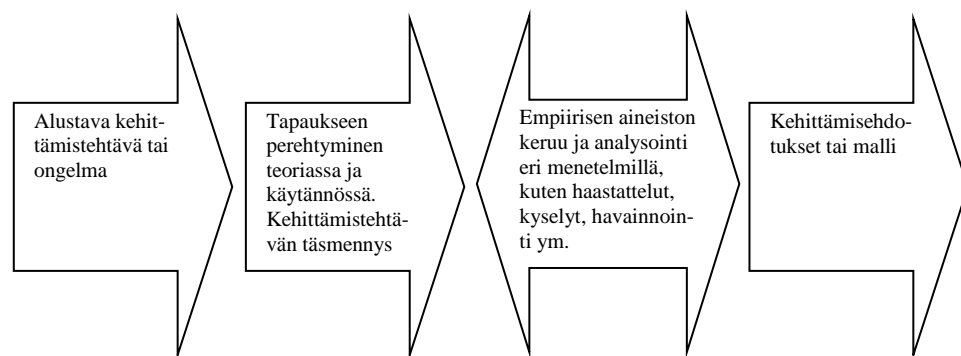 Alustava kehit-
tämistehtävä tai
ongelma
Tapaukseen
perehtyminen
teoriassa ja
käytännössä.
Kehittämistehtä-
vän täsmennys
Empiirisen aineiston
keruu ja analysointi
eri menetelmillä,
kuten haastattelut,
kyselyt, havainnoin-
ti ym.
Kehittämisehdo-
tukset tai malli